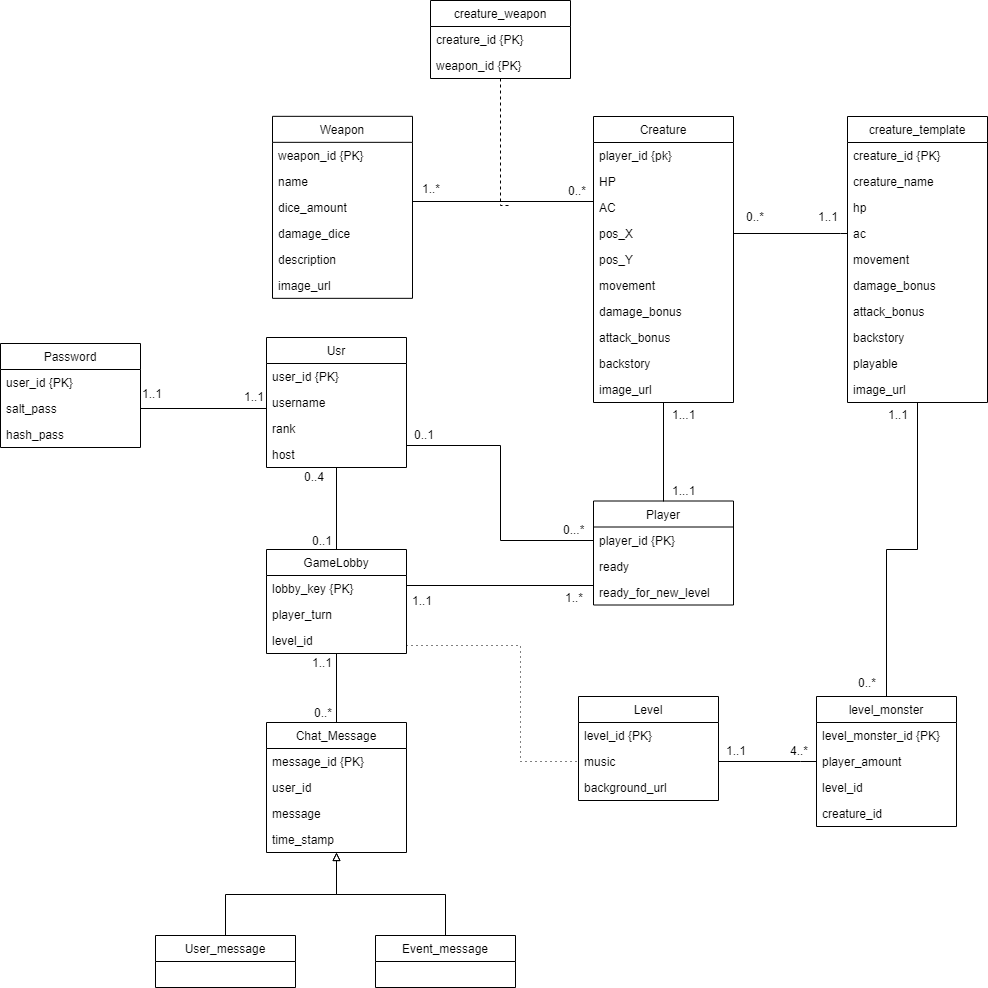 creature_weapon
creature_id {PK}
weapon_id {PK}
Weapon
weapon_id {PK}
name
dice_amount
damage_dice
description
image_url
1..*
0..*
Creature
player_id {pk}
HP
AC
pos_X
pos_Y
movement
damage_bonus
attack_bonus
backstory
image_url
0..*
1..1
creature_template
creature_id {PK}
creature_name
hp
ac
movement
damage_bonus
attack_bonus
backstory
playable
image_url
Password
user_id {PK}
salt_pass
hash_pass
1..1
1..1
Usr
user_id {PK}
username
rank
host
0..1
0..4
1...1
1...1
1..1
0..1
0...*
Player
player_id {PK}
ready
ready_for_new_level
GameLobby
lobby_key {PK}
player_turn
level_id
1..1
1..*
1..1
0..*
0..*
Chat_Message
message_id {PK}
user_id
message
time_stamp
Level
level_id {PK}
music
background_url
1..1
4..*
level_monster
level_monster_id {PK}
player_amount
level_id
creature_id
User_message
Event_message